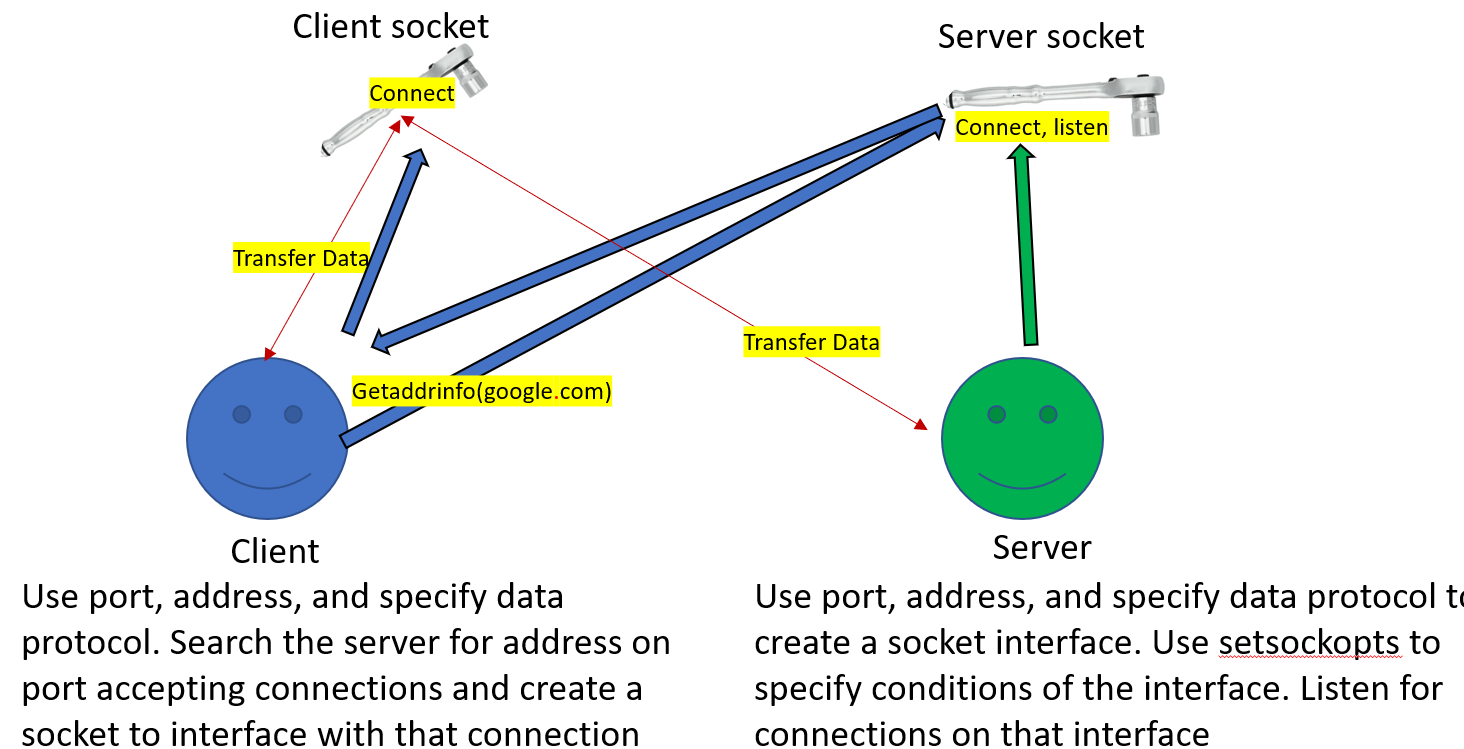 Client socket
Server socket
Connect
Connect, listen
Transfer Data
Transfer Data
Getaddrinfo(google.com)
Client
Server
Use port, address, and specify data
protocol. Search the server for address on
port accepting connections and create a
socket to interface with that connection
Use port, address, and specify data protocol to
create a socket interface. Use setsockopts to
specify conditions of the interface. Listen for
connections on that interface